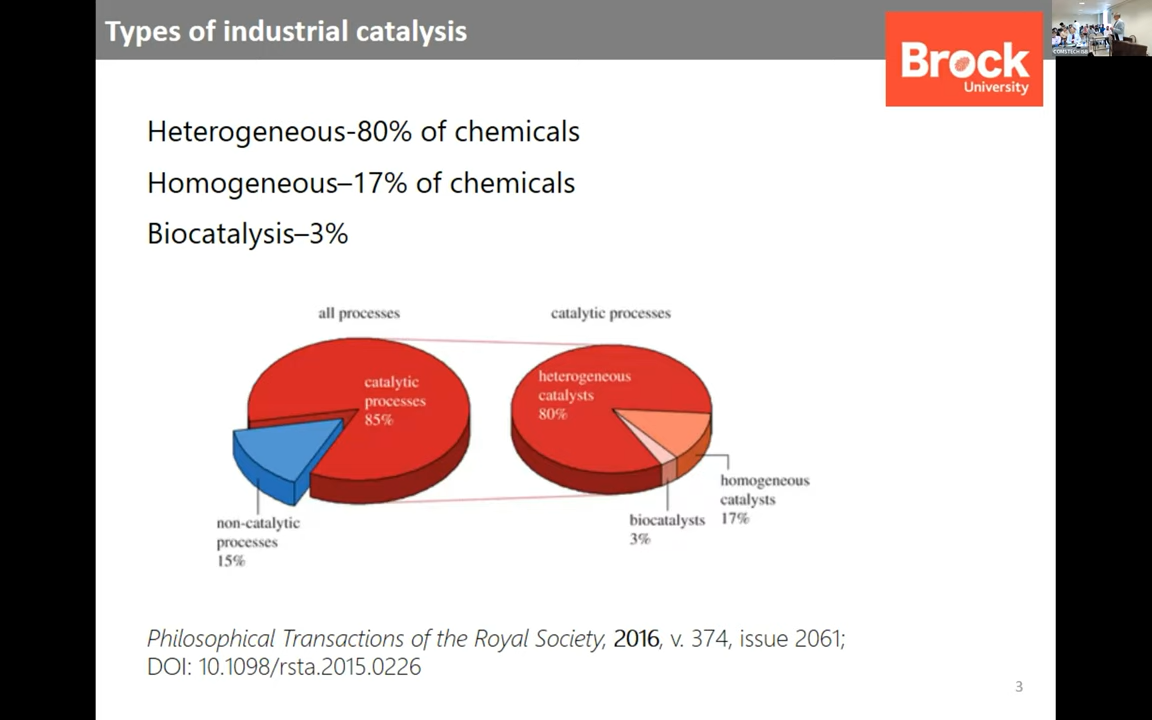 Types of industrial catalysis
Brock
University
Heterogeneous-80% of chemicals
Homogeneous–17% of chemicals
Biocatalysis–3%
all processes
catalytic processes
catalytic
processes
85%
heterogeneous
catalysts
80%
non-catalytic
processes
15%
biocatalysts
3%
homogeneous
catalysts
17%
Philosophical Transactions of the Royal Society, 2016, v. 374, issue 2061;
DOI: 10.1098/rsta.2015.0226
3